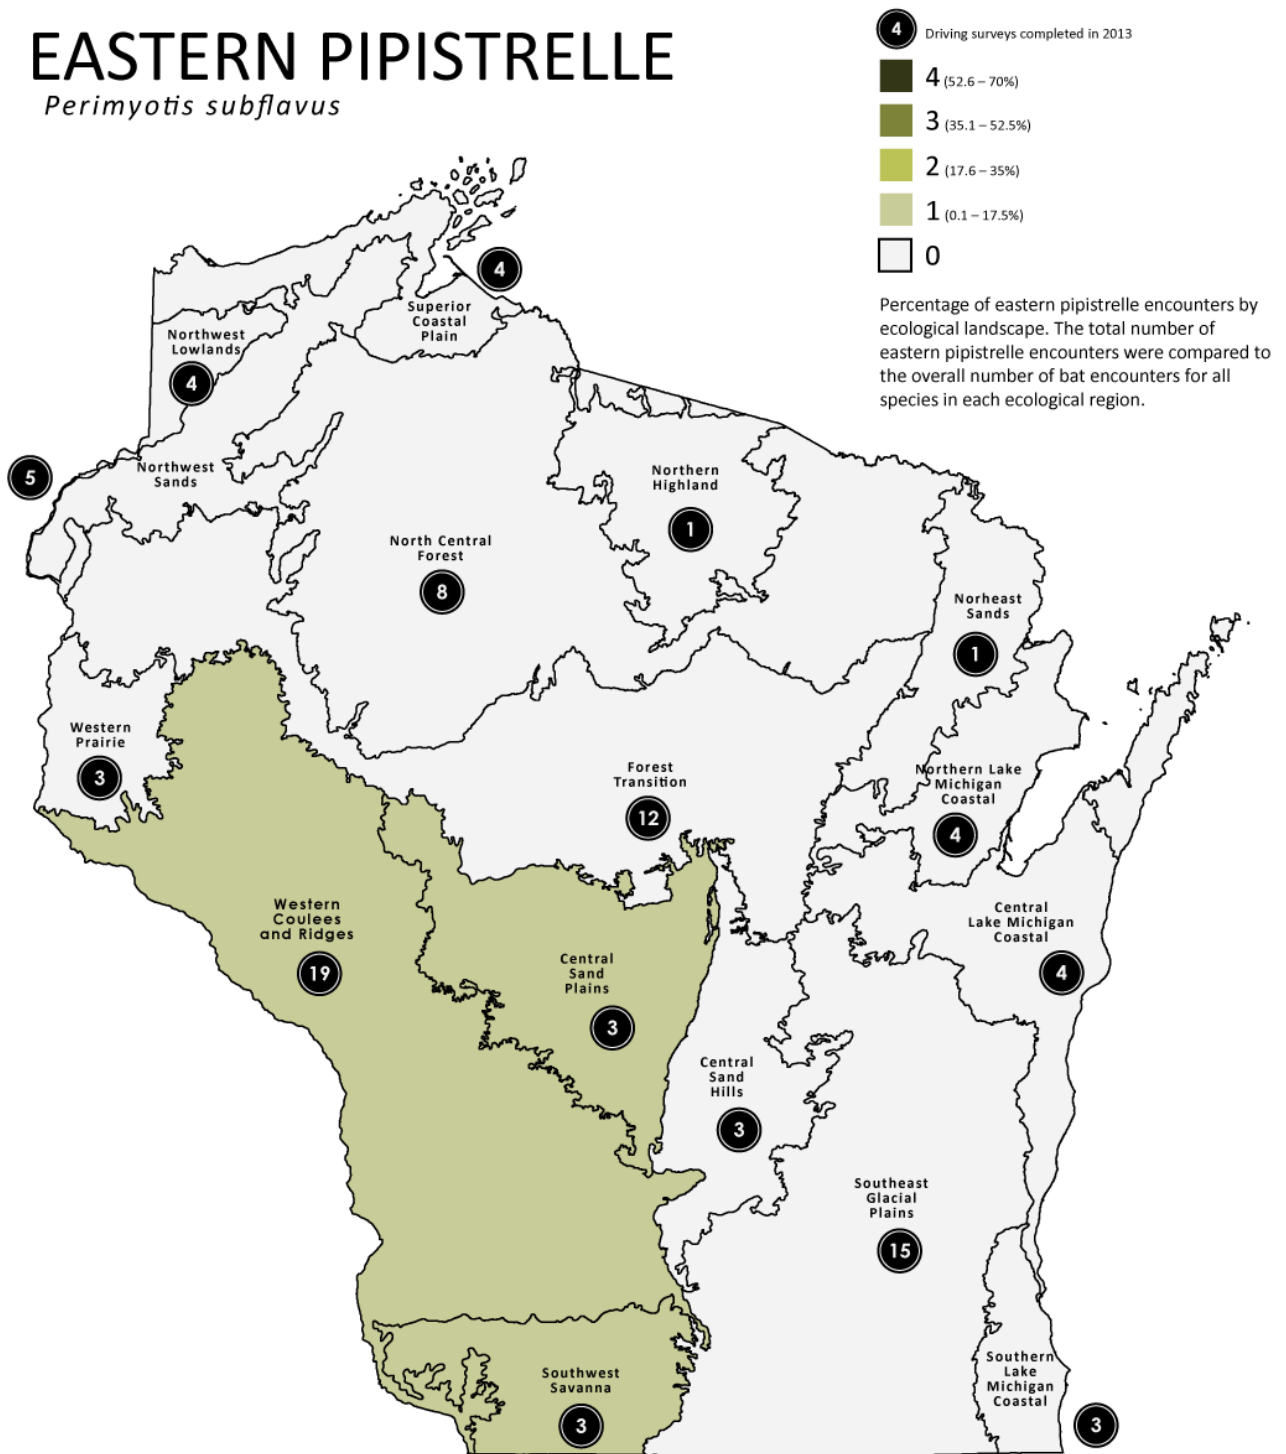 EASTERN PIPISTRELLE
Perimyotis subflavus
4 Driving surveys completed in 2013
4 (52.6 – 70%)
3 (35.1 – 52.5%)
2 (17.6 – 35%)
1 (0.1 – 17.5%)
0
Percentage of eastern pipistrelle encounters by
ecological landscape. The total number of
eastern pipistrelle encounters were compared to
the overall number of bat encounters for all
species in each ecological region.
4
Superior
Coastal
Plain
Northwest
Lowlands
4
5
Northwest
Sands
Northern
Highland
1
North Central
Forest
8
Norheast
Sands
1
Western
Prairie
3
Forest
Transition
12
Northern Lake
Michigan
Coastal
4
Western
Coulees
and Ridges
19
Central
Lake Michigan
Coastal
4
Central
Sand
Plains
3
Central
Sand
Hills
3
Southeast
Glacial
Plains
15
Southern
Lake
Michigan
Coastal
3
Southwest
Savanna
3